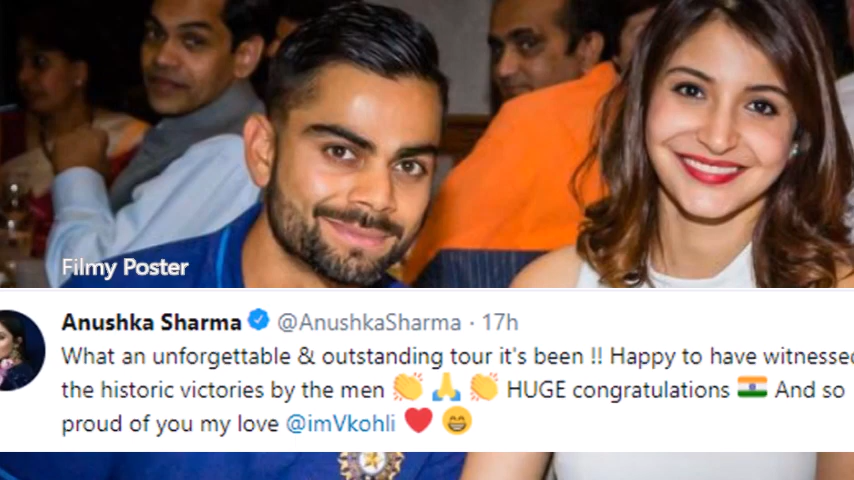 Filmy Poster
Anushka Sharma @AnushkaSharma · 17h
What an unforgettable & outstanding tour it's been !! Happy to have witnessed
the historic victories by the men 👏 🙏 👏 HUGE congratulations 🇮🇳 And so
proud of you my love @imVkohli ❤️ 😄